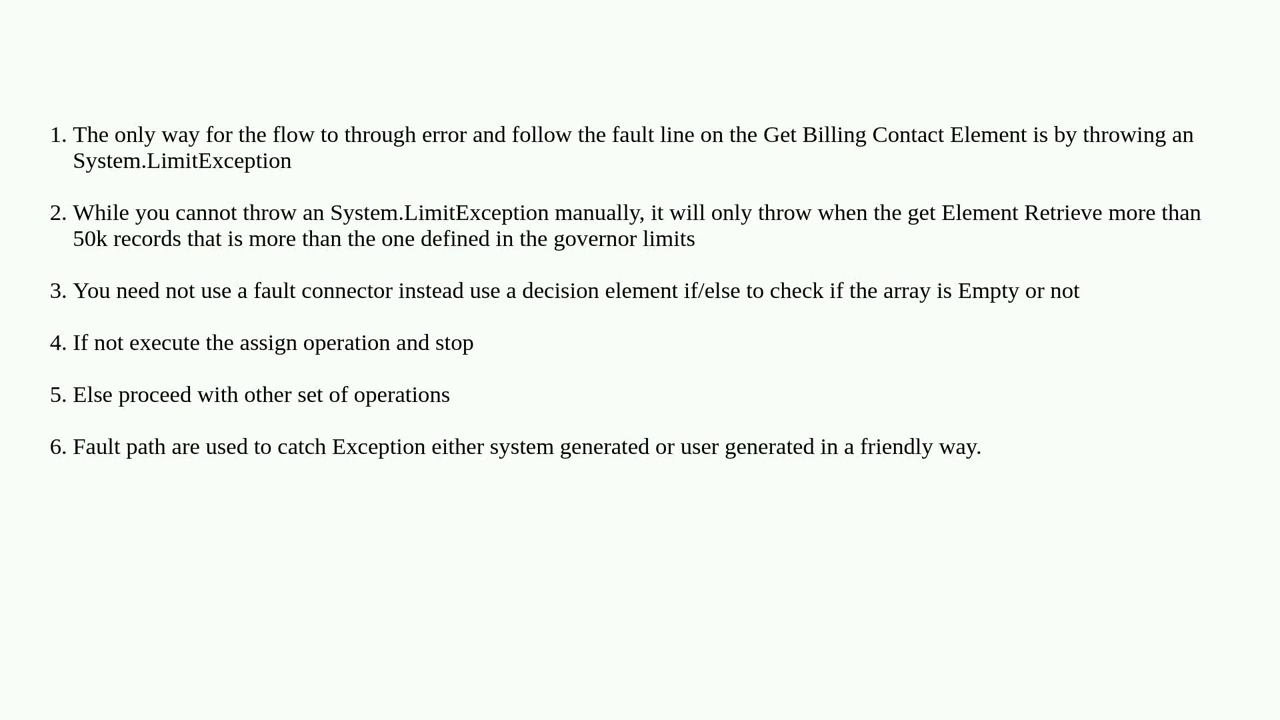 1. The only way for the flow to through error and follow the fault line on the Get Billing Contact Element is by throwing an
System.LimitException
2. While you cannot throw an System.LimitException manually, it will only throw when the get Element Retrieve more than
50k records that is more than the one defined in the governor limits
3. You need not use a fault connector instead use a decision element if/else to check if the array is Empty or not
4. If not execute the assign operation and stop
5. Else proceed with other set of operations
6. Fault path are used to catch Exception either system generated or user generated in a friendly way.